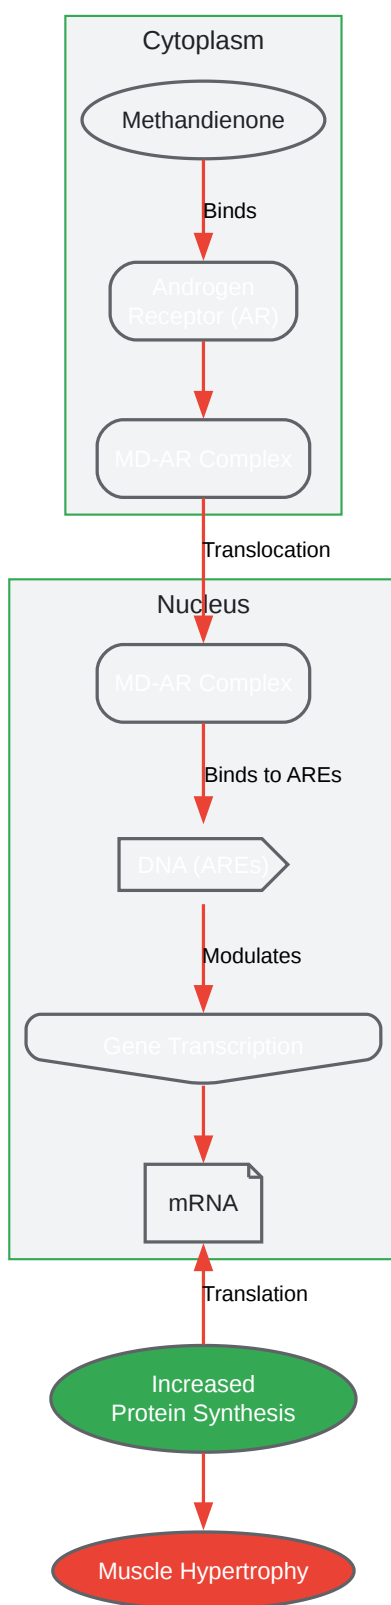 Cytoplasm
Methandienone
Binds
Androgen
Receptor (AR)
MD-AR Complex
Translocation
Nucleus
MD-AR Complex
Binds to AREs
DNA (AREs)
Modulates
Gene Transcription
mRNA
Translation
Increased
Protein Synthesis
Muscle Hypertrophy